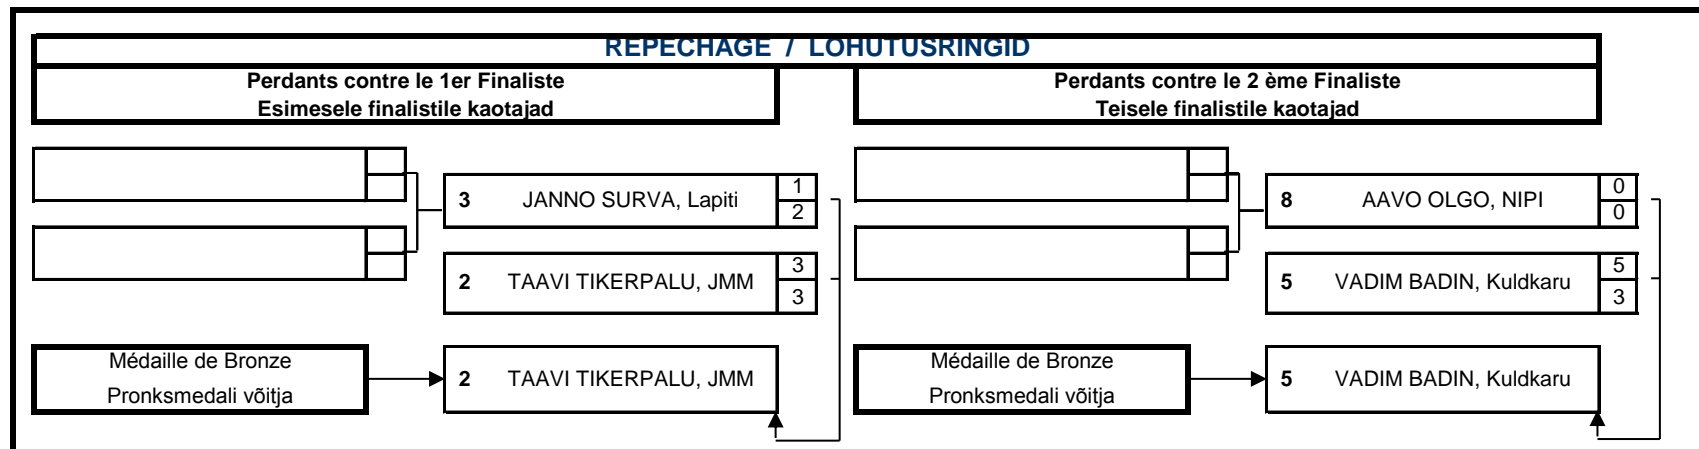 REPECHAGE / LOHUTUSRINGID
Perdants contre le 1er Finaliste
Esimesele finalistile kaotajad
Perdants contre le 2 ème Finaliste
Teisele finalistile kaotajad
3 JANNO SURVA, Lapiti 1
2
2 TAAVI TIKERPALU, JMM 3
3
Médaille de Bronze
Pronksmedali võitja
2 TAAVI TIKERPALU, JMM
8 AAVO OLGO, NIPI 0
0
5 VADIM BADIN, Kuldkaru 5
3
Médaille de Bronze
Pronksmedali võitja
5 VADIM BADIN, Kuldkaru